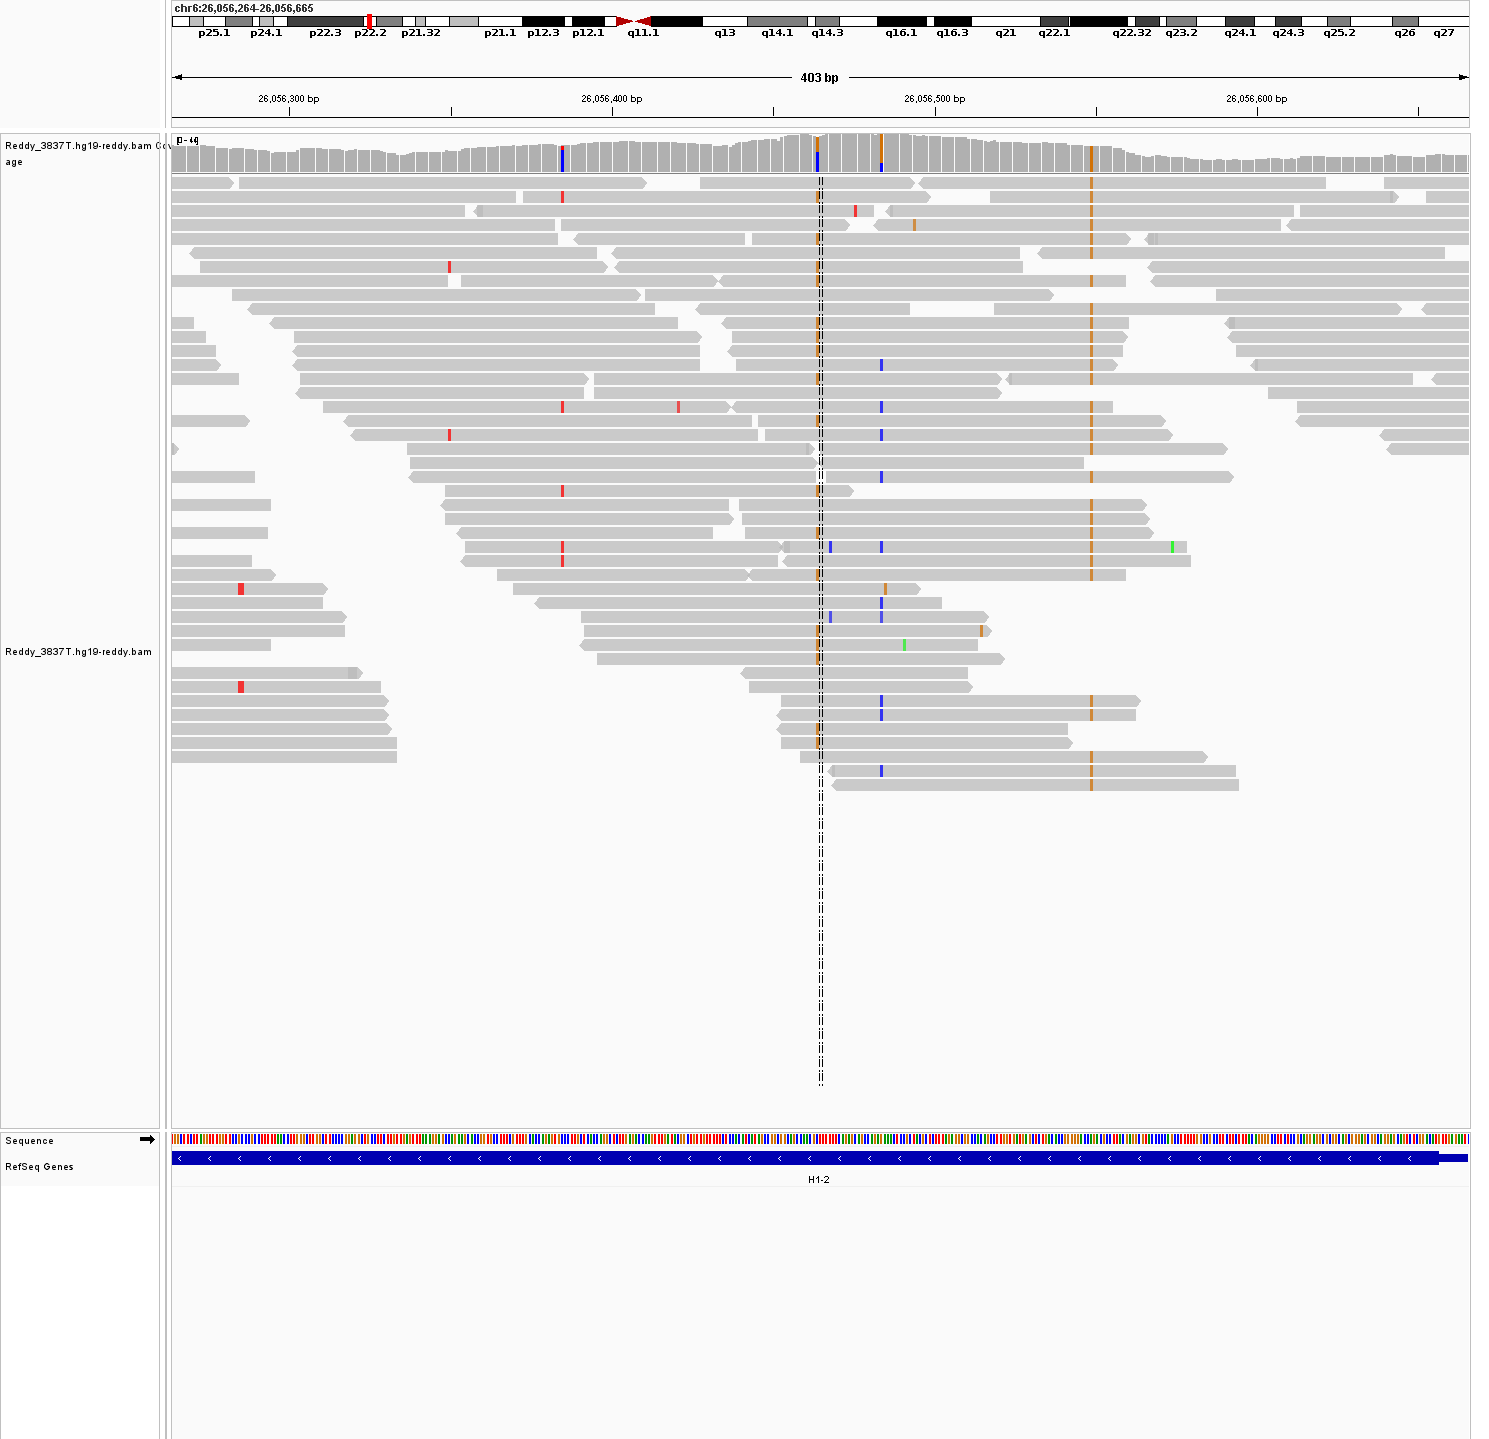 chr6:26,056,264-26,056,665
p25.1 p24.1 p22.3 p22.2 p21.32 p21.1 p12.3 p12.1 q11.1 q13 q14.1 q14.3 q16.1 q16.3 q21 q22.1 q22.32 q23.2 q24.1 q24.3 q25.2 q26 q27
403 bp
26,056,300 bp 26,056,400 bp 26,056,500 bp 26,056,600 bp
Reddy_3837T.hg19-reddy.bam Cov
age
Reddy_3837T.hg19-reddy.bam
Sequence
RefSeq Genes
H1-2